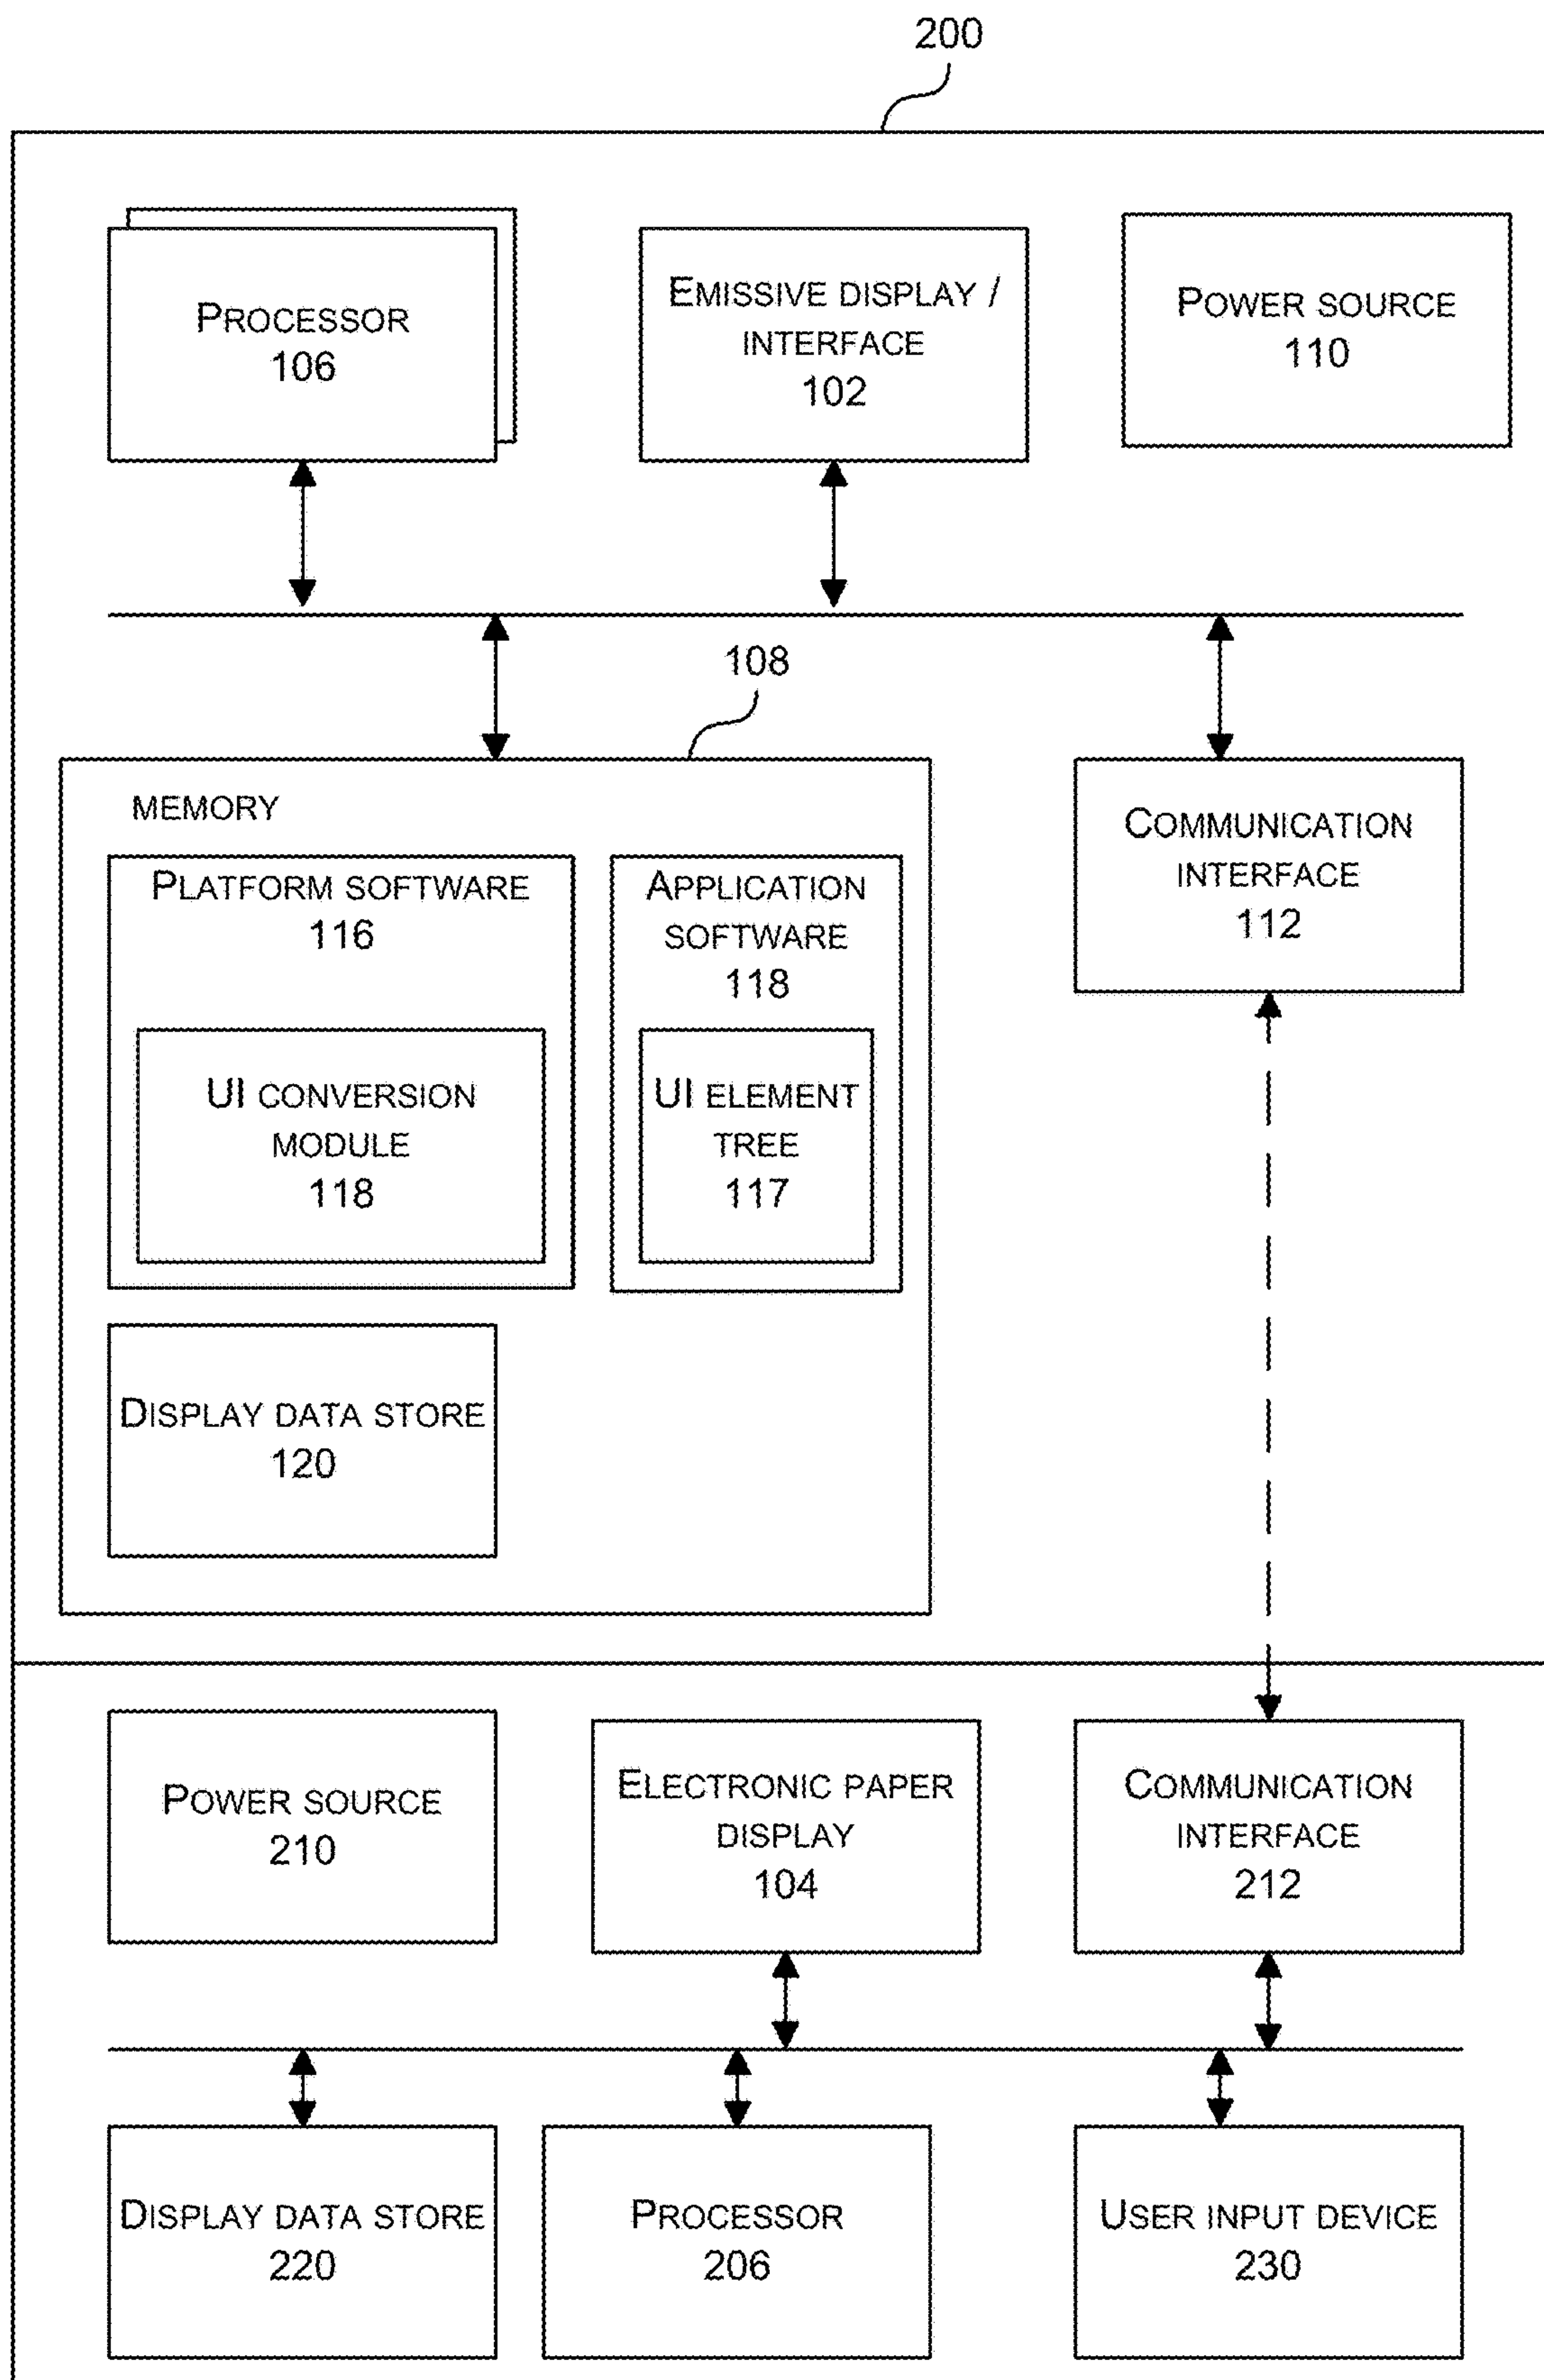 200
PROCESSOR
106
EMISSIVE DISPLAY /
INTERFACE
102
POWER SOURCE
110
108
MEMORY
PLATFORM SOFTWARE
116
UI CONVERSION
MODULE
118
APPLICATION
SOFTWARE
118
UI ELEMENT
TREE
117
COMMUNICATION
INTERFACE
112
DISPLAY DATA STORE
120
POWER SOURCE
210
ELECTRONIC PAPER
DISPLAY
104
COMMUNICATION
INTERFACE
212
DISPLAY DATA STORE
220
PROCESSOR
206
USER INPUT DEVICE
230